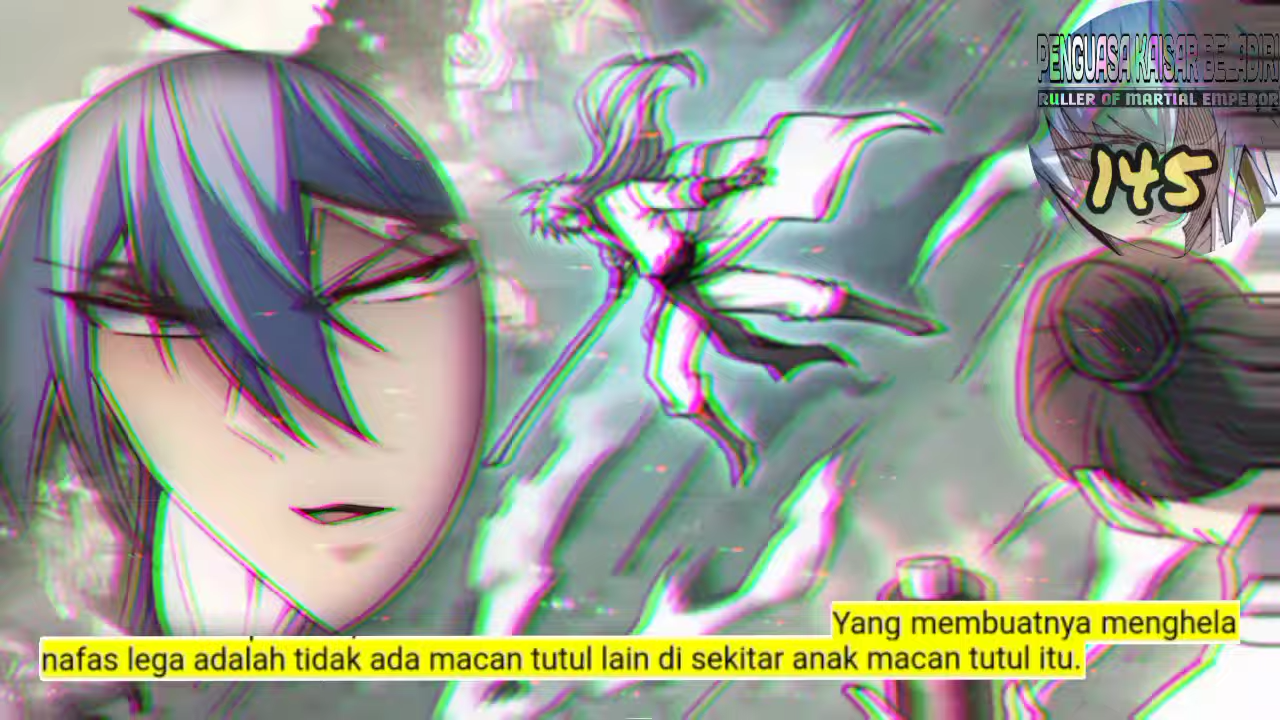 PENGUASA KAISAR BELADIRI
RULLER OF MARTIAL EMPEROR
145
Yang membuatnya menghela
nafas lega adalah tidak ada macan tutul lain di sekitar anak macan tutul itu.